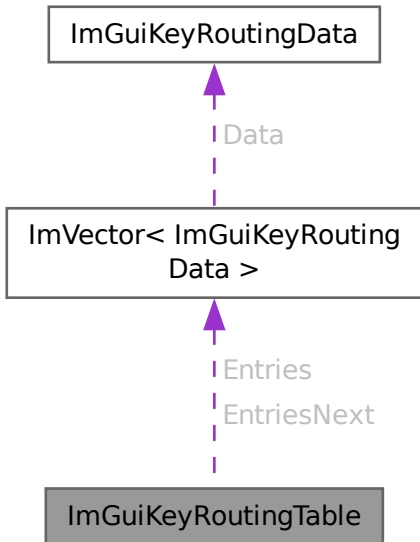 ImGuiKeyRoutingData
Data
ImVector< ImGuiKeyRouting
Data >
Entries
EntriesNext
ImGuiKeyRoutingTable